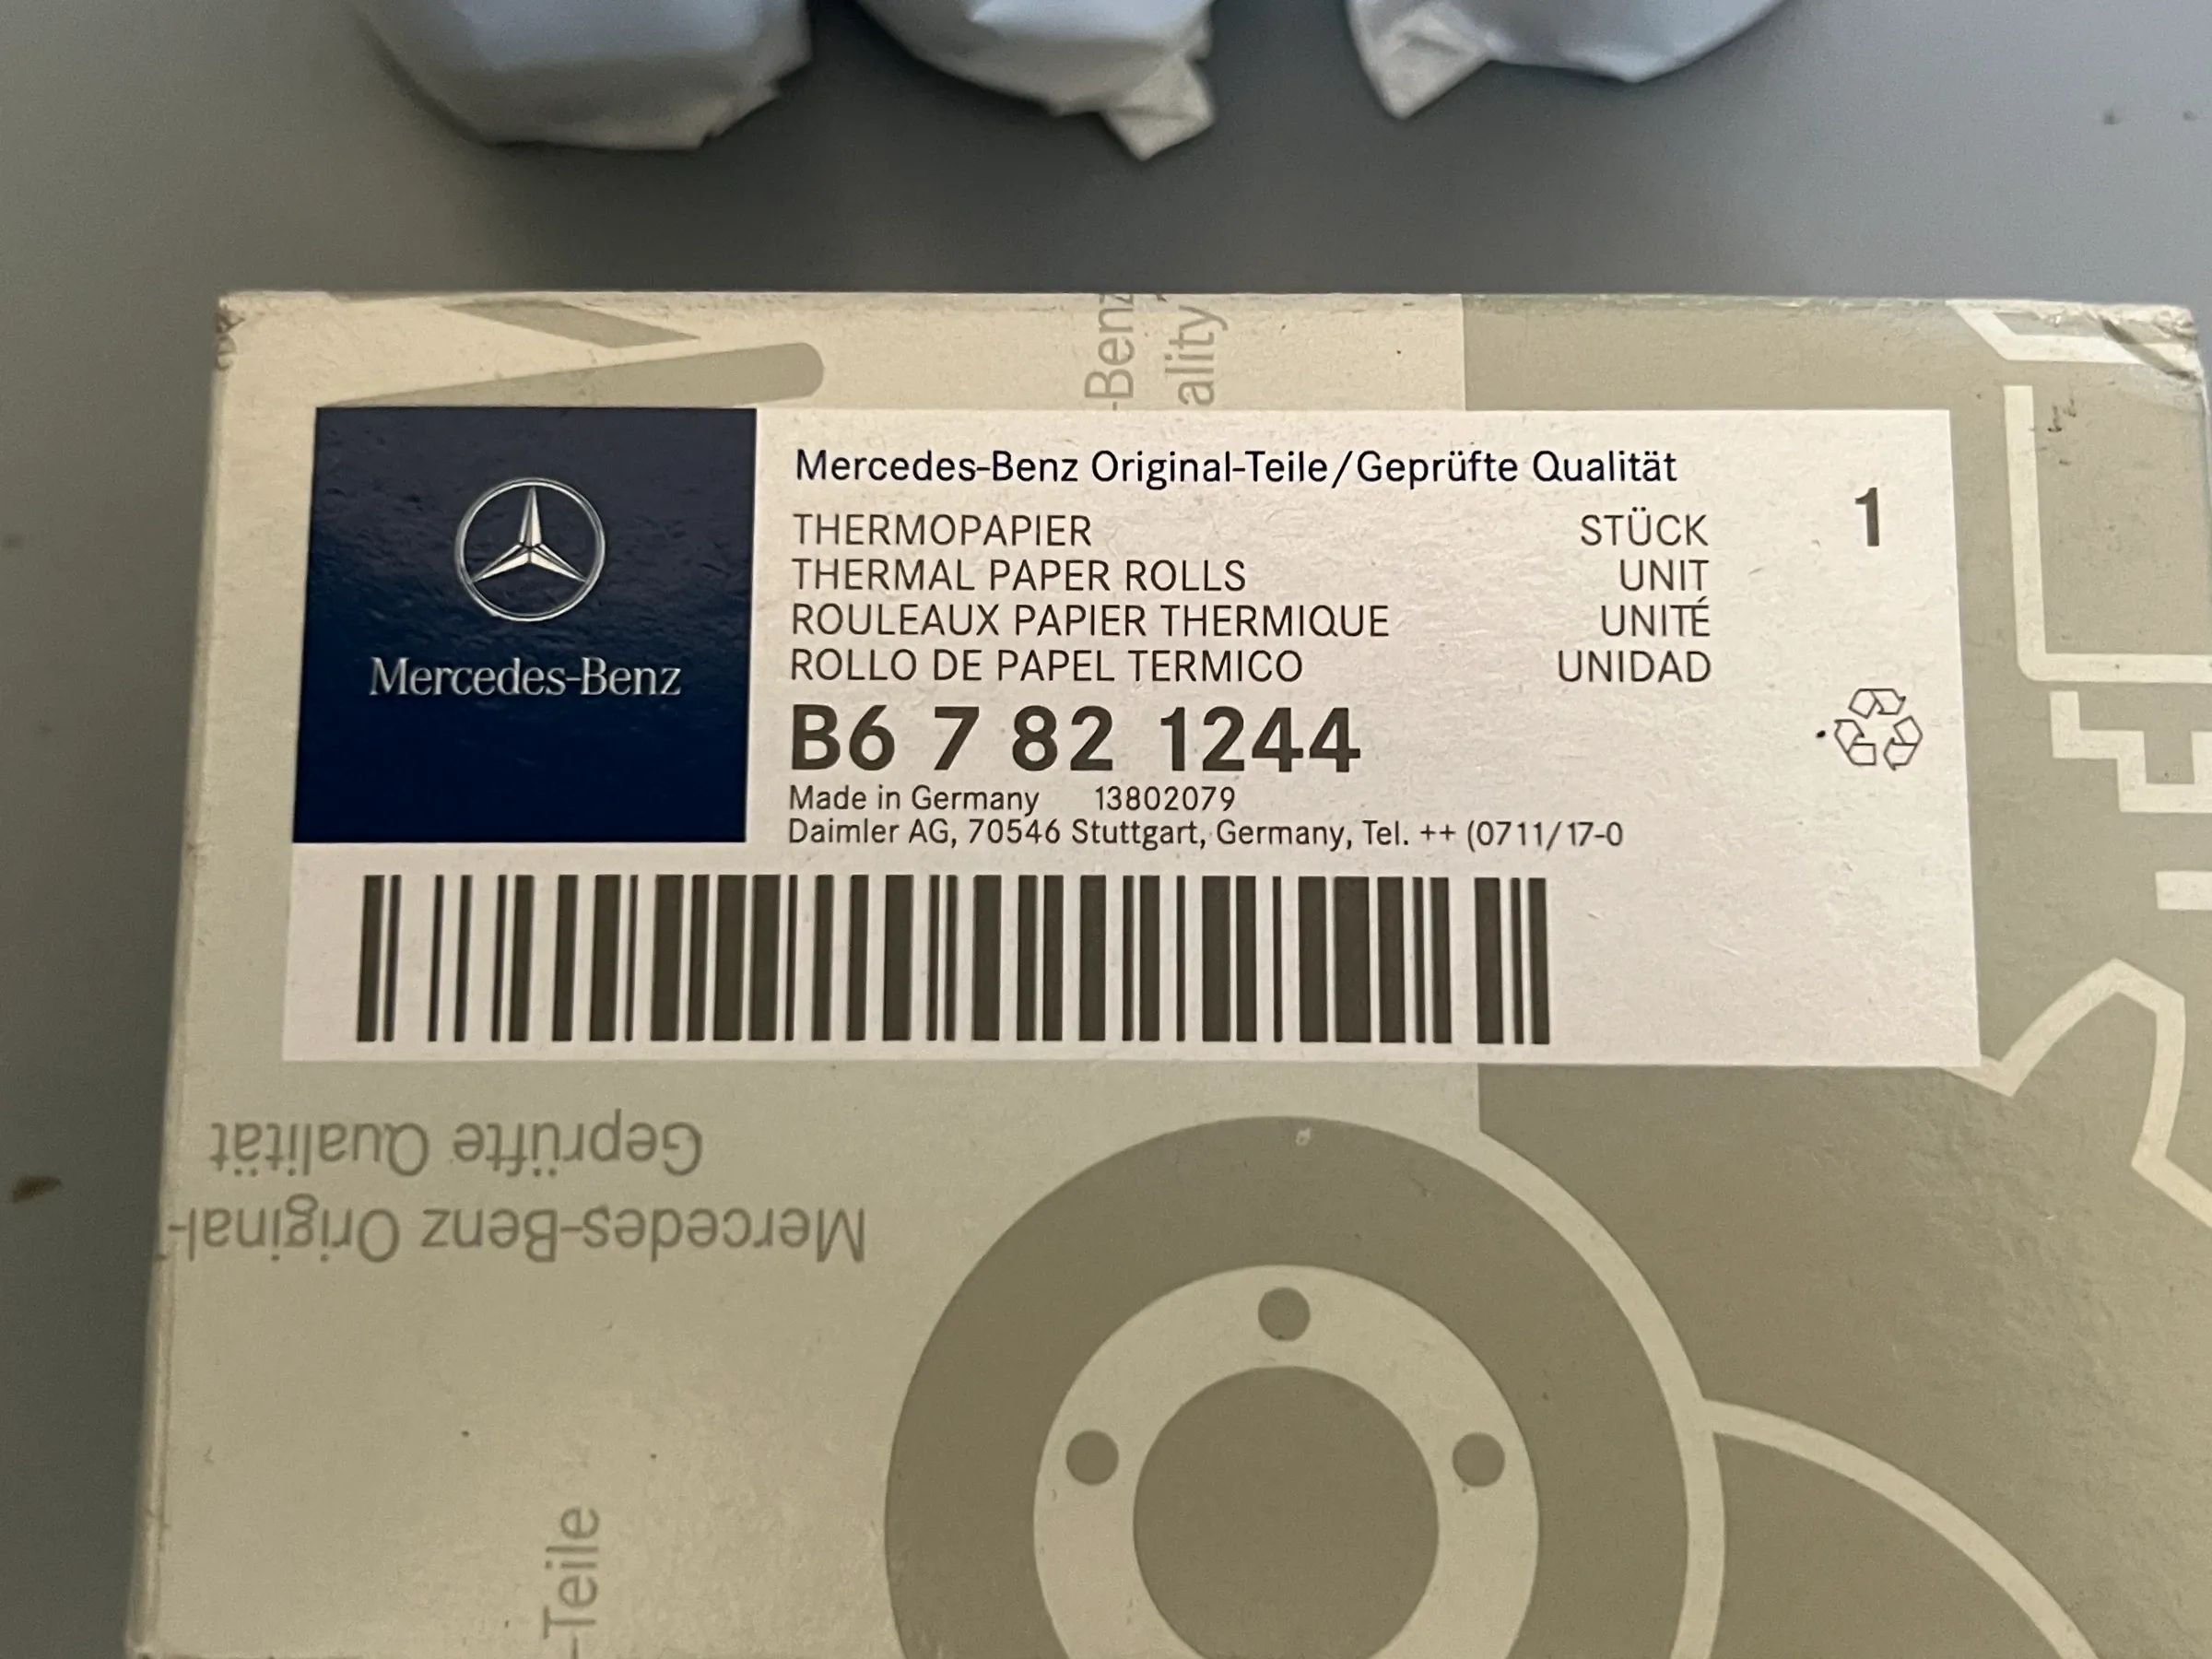 -Benz
ality
Mercedes-Benz
Mercedes-Benz Original-Teile/Geprüfte Qualität
THERMOPAPIER STÜCK 1
THERMAL PAPER ROLLS UNIT
ROULEAUX PAPIER THERMIQUE UNITÉ
ROLLO DE PAPEL TERMICO UNIDAD
B6 7 82 1244
Made in Germany 13802079
Daimler AG, 70546 Stuttgart, Germany, Tel. ++ (0711/17-0
Mercedes-Benz Original-
Geprüfte Qualität
-Teile